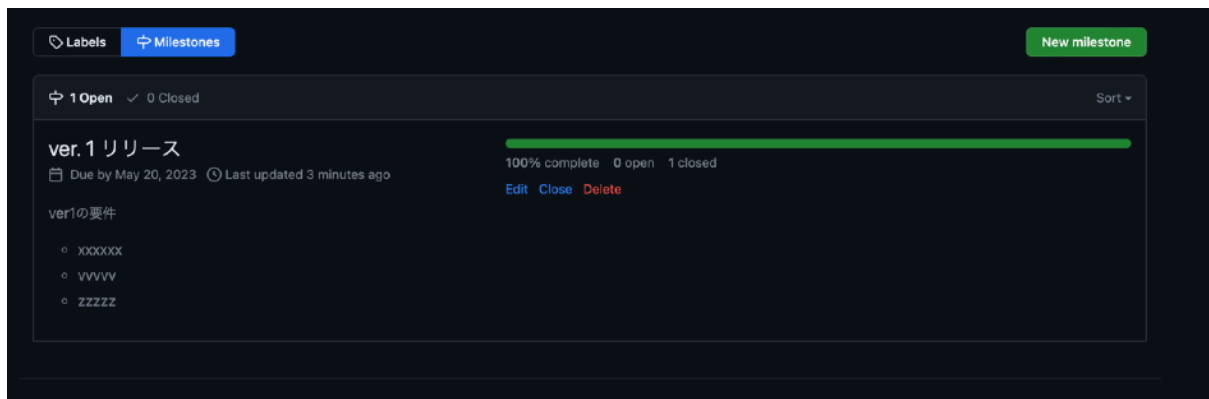 Labels Milestones New milestone
1 Open 0 Closed Sort
ver. 1 リリース
100% complete 0 open 1 closed
Due by May 20, 2023 Last updated 3 minutes ago
Edit Close Delete
ver1の要件
xxxxxx
vvvvv
zzzzz